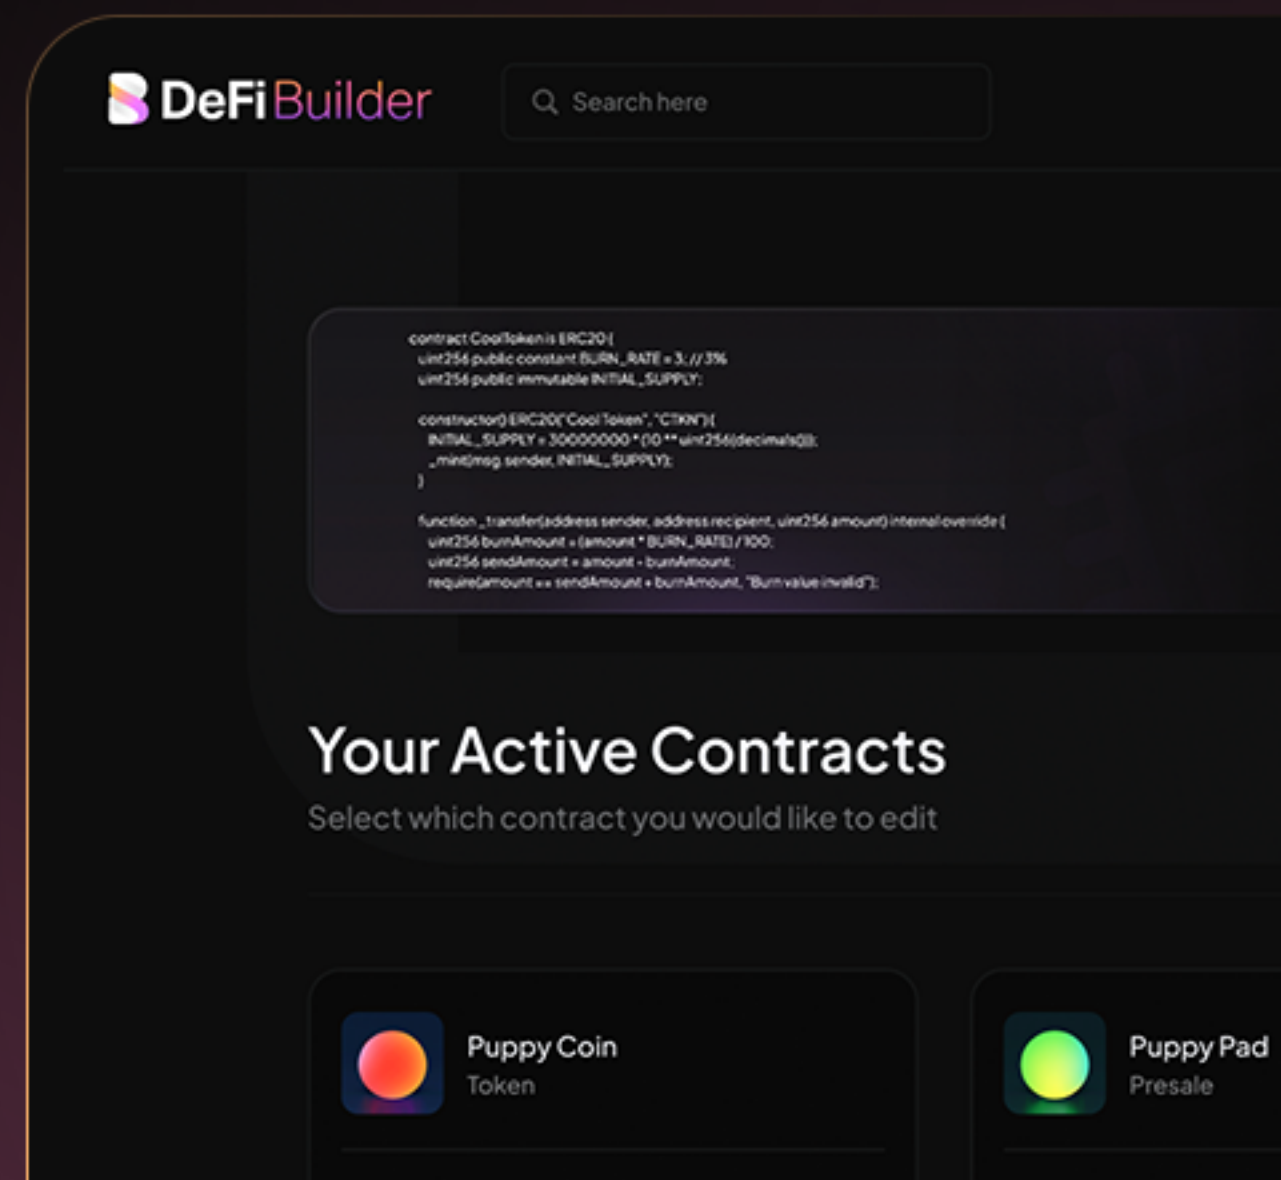 DeFi Builder
Search here
contract CoolToken is ERC20 {
uint256 public constant BURN_RATE = 3; // 3%
uint256 public immutable INITIAL_SUPPLY;
constructor() ERC20("Cool Token", "CTKN") {
INITIAL_SUPPLY = 30000000 * (10 ** uint256(decimals()));
_mint(msg.sender, INITIAL_SUPPLY);
}
function _transfer(address sender, address recipient, uint256 amount) internal override {
uint256 burnAmount = (amount * BURN_RATE) / 100;
uint256 sendAmount = amount - burnAmount;
require(amount == sendAmount + burnAmount, "Burn value invalid");
Your Active Contracts
Select which contract you would like to edit
Puppy Coin
Token
Puppy Pad
Presale